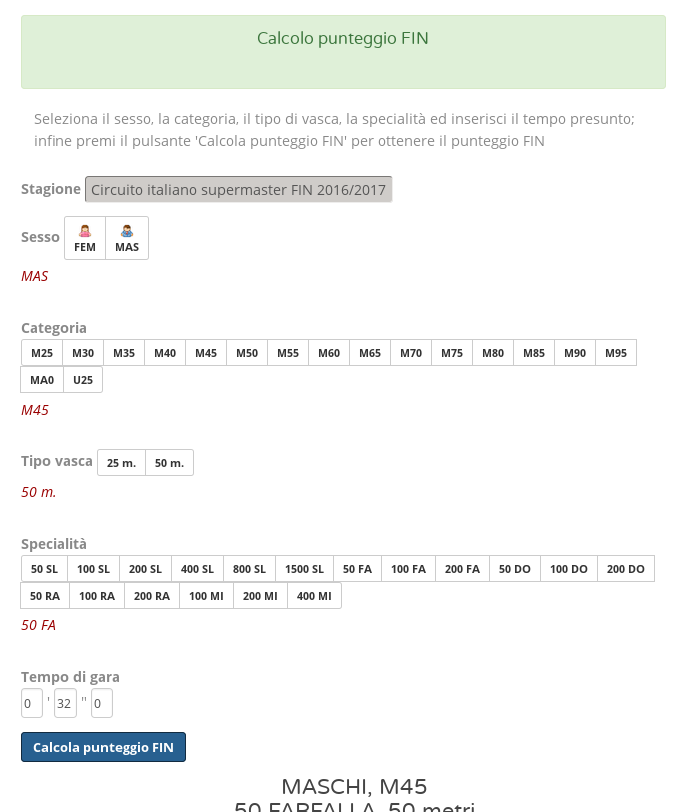 Calcolo punteggio FIN
Seleziona il sesso, la categoria, il tipo di vasca, la specialità ed inserisci il tempo presunto;
infine premi il pulsante 'Calcola punteggio FIN' per ottenere il punteggio FIN
Stagione Circuito italiano supermaster FIN 2016/2017
Sesso FEM MAS
MAS
Categoria
M25 M30 M35 M40 M45 M50 M55 M60 M65 M70 M75 M80 M85 M90 M95
MA0 U25
M45
Tipo vasca 25 m. 50 m.
50 m.
Specialità
50 SL 100 SL 200 SL 400 SL 800 SL 1500 SL 50 FA 100 FA 200 FA 50 DO 100 DO 200 DO
50 RA 100 RA 200 RA 100 MI 200 MI 400 MI
50 FA
Tempo di gara
0 ' 32 '' 0
Calcola punteggio FIN
MASCHI, M45
50 FARFALLA, 50 metri